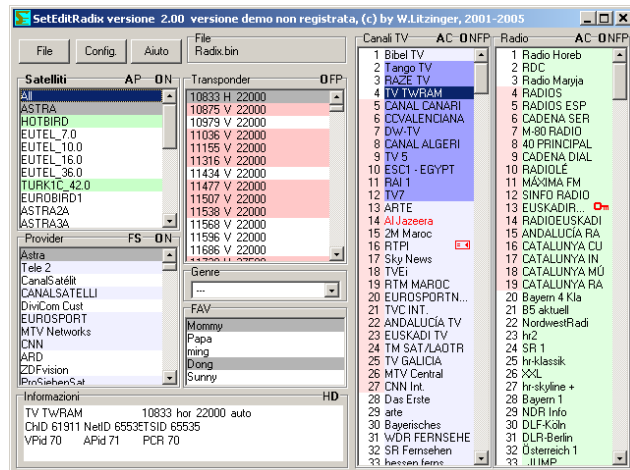 SetEditRadix versione 2.00 versione demo non registrata, (c) by W.Litzinger, 2001-2005
File
Config.
Aiuto
File
Radix.bin
Satelliti AP ON
All
ASTRA
HOTBIRD
EUTEL_7.0
EUTEL_10.0
EUTEL_16.0
EUTEL_36.0
TURK1C_42.0
EUROBIRD1
ASTRA2A
ASTRA3A
Transponder OFP
10833 H 22000
10875 V 22000
10979 V 22000
11036 V 22000
11155 V 22000
11316 V 22000
11434 V 22000
11477 V 22000
11507 V 22000
11538 V 22000
11568 V 22000
11596 V 22000
11686 V 22000
Provider FS ON
Astra
Tele 2
CanalSatélit
CANALSATELLI
DiviCom Cust
EUROSPORT
MTV Networks
CNN
ARD
ZDFvision
ProSiebenSat
Genre
---
FAV
Mommy
Papa
ming
Dong
Sunny
Informazioni HD
TV TWRAM 10833 hor 22000 auto
ChID 61911 NetID 65535TSID 65535
VPid 70 APid 71 PCR 70
Canali TV AC ONFP
1 Bibel TV
2 Tango TV
3 RAZE TV
4 TV TWRAM
5 CANAL CANARI
6 CCVALENCIANA
7 DW-TV
8 CANAL ALGERI
9 TV 5
10 ESC1 - EGYPT
11 RAI 1
12 TV7
13 ARTE
14 Al Jazeera
15 2M Maroc
16 RTPI
17 Sky News
18 TVEi
19 RTM MAROC
20 EUROSPORTN...
21 TVC INT.
22 ANDALUCÍA TV
23 EUSKADI TV
24 TM SAT/LAOTR
25 TV GALICIA
26 MTV Central
27 CNN Int.
28 Das Erste
29 arte
30 Bayerisches
31 WDR FERNSEHE
32 SR Fernsehen
33 hessen ferns
Radio AC ONFP
1 Radio Horeb
2 RDC
3 Radio Maryja
4 RADIOS
5 RADIOS ESP
6 CADENA SER
7 M-80 RADIO
8 40 PRINCIPAL
9 CADENA DIAL
10 RADIOLÉ
11 MÁXIMA FM
12 SINFO RADIO
13 EUSKADIR...
14 RADIOEUSKADI
15 ANDALUCÍA RA
16 CATALUNYA CU
17 CATALUNYA IN
18 CATALUNYA MÚ
19 CATALUNYA RA
20 Bayern 4 Kla
21 B5 aktuell
22 NordwestRadi
23 hr2
24 SR 1
25 hr-klassik
26 XXL
27 hr-skyline +
28 Bayern 1
29 NDR Info
30 DLF-Köln
31 DLR-Berlin
32 Österreich 1
33 JUMP